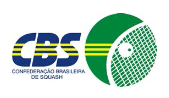 CBS
CONFEDERAÇÃO BRASILEIRA
DE SQUASH